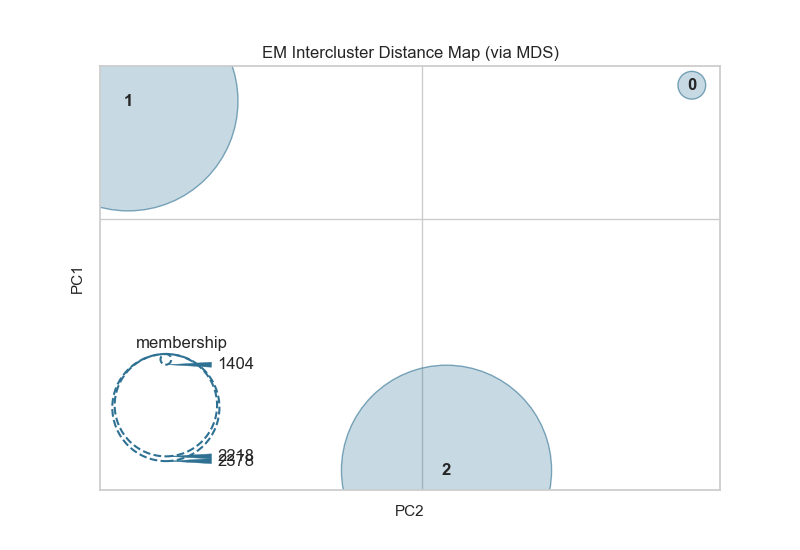 EM Intercluster Distance Map (via MDS)
1
0
PC1
membership
1404
2
PC2